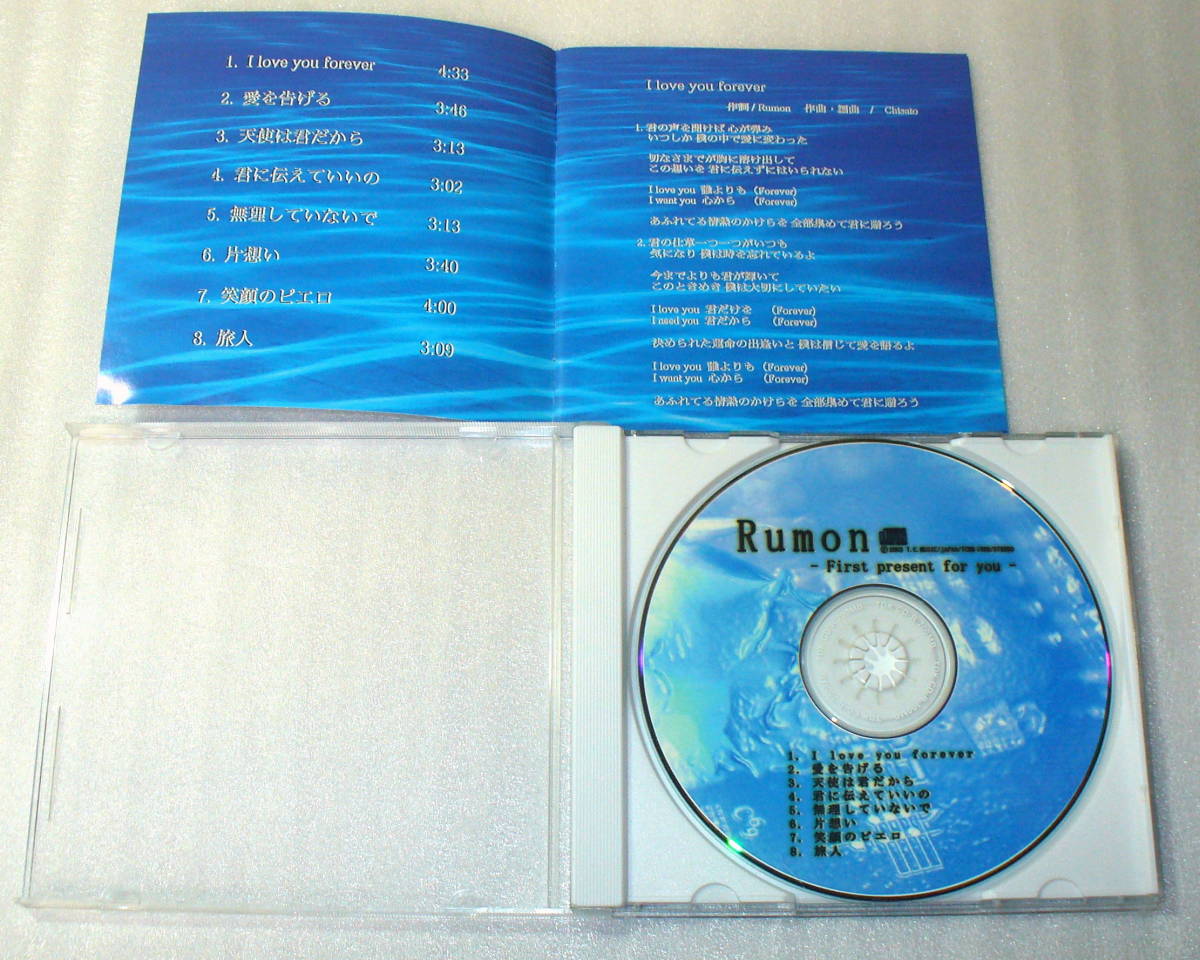 1. I love you forever 4:33
2. 愛を告げる 3:46
3. 天使は君だから 3:13
4. 君に伝えていいの 3:02
5. 無理していないで 3:13
6. 片想い 3:40
7. 笑顔のピエロ 4:00
8. 旅人 3:09
I love you forever
作詞 / Rumon 作曲・編曲 / Chisato
1. 君の声を聞けば 心が弾み
いつしか 僕の中で愛に変わった
切なさまでが胸に溶け出して
この想いを 君に伝えずにはいられない
I love you 誰よりも (Forever)
I want you 心から (Forever)
あふれてる情熱のかけらを 全部集めて君に贈ろう
2. 君の仕草一つ一つがいつも
気になり 僕は時を忘れているよ
今までよりも君が輝いて
このときめき 僕は大切にしていたい
I love you 君だけを (Forever)
I need you 君だから (Forever)
決められた運命の出逢いと 僕は信じて愛を語るよ
I love you 誰よりも (Forever)
I want you 心から (Forever)
あふれてる情熱のかけらを 全部集めて君に贈ろう
Rumon
- First present for you -
1. I love you forever
2. 愛を告げる
3. 天使は君だから
4. 君に伝えていいの
5. 無理していないで
6. 片想い
7. 笑顔のピエロ
8. 旅人